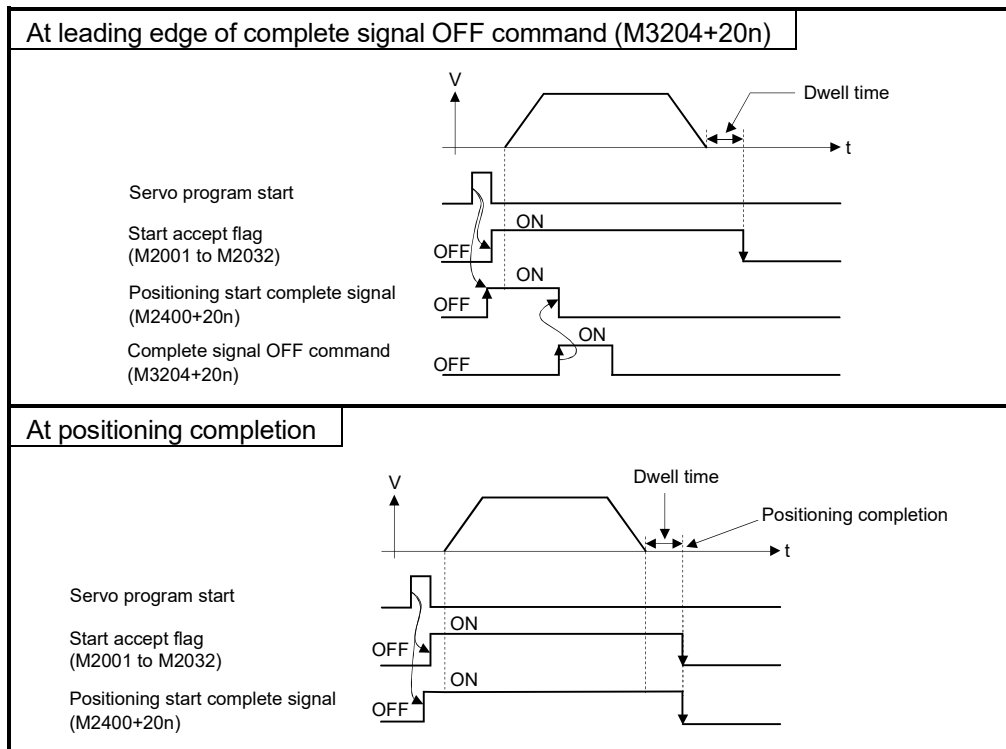 At leading edge of complete signal OFF command (M3204+20n)
V
Dwell time
t
Servo program start
ON
Start accept flag
(M2001 to M2032)
OFF
ON
Positioning start complete signal
(M2400+20n)
OFF
ON
Complete signal OFF command
(M3204+20n)
OFF
At positioning completion
V
Dwell time
Positioning completion
t
Servo program start
ON
Start accept flag
(M2001 to M2032)
OFF
ON
Positioning start complete signal
(M2400+20n)
OFF